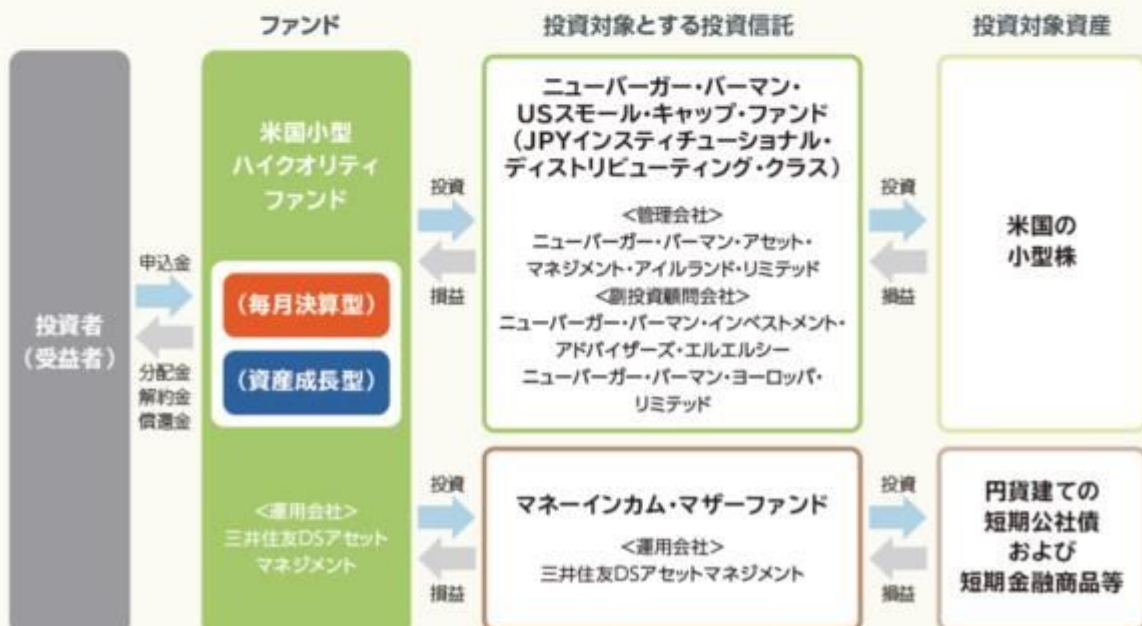 ファンド
投資対象とする投資信託
投資対象資産
投資者
(受益者)
申込金
分配金
解約金
償還金
米国小型
ハイクオリティ
ファンド
(毎月決算型)
(資産成長型)
<運用会社>
三井住友DSアセット
マネジメント
投資
損益
ニューバーガー・バーマン・
USスモール・キャップ・ファンド
(JPYインスティチューショナル・
ディストリビューティング・クラス)
<管理会社>
ニューバーガー・バーマン・アセット・
マネジメント・アイルランド・リミテッド
<副投資顧問会社>
ニューバーガー・バーマン・インベストメント・
アドバイザーズ・エルエルシー
ニューバーガー・バーマン・ヨーロッパ・
リミテッド
投資
損益
米国の
小型株
投資
損益
マネーインカム・マザーファンド
<運用会社>
三井住友DSアセットマネジメント
投資
損益
円貨建ての
短期公社債
および
短期金融商品等